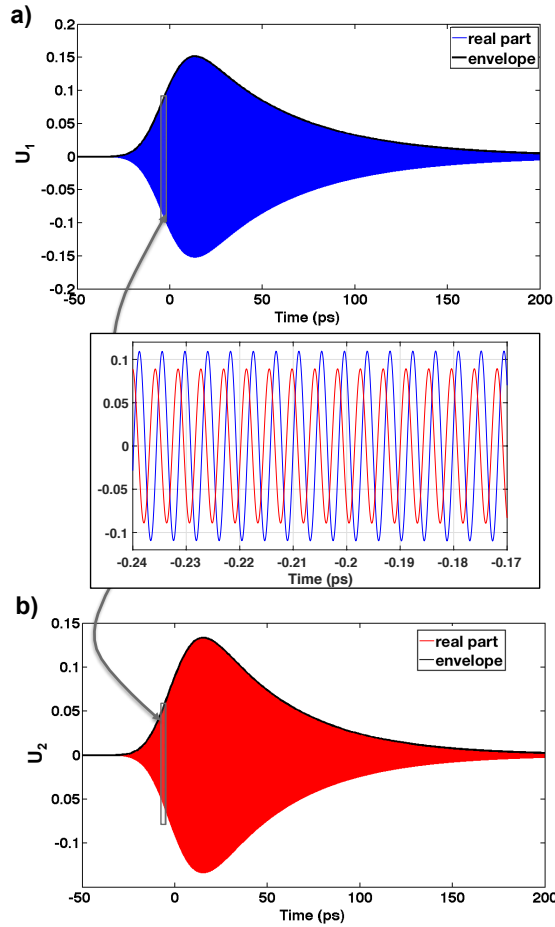 a)
0.2
real part
envelope
0.15
0.1
0.05
0
-0.05
-0.1
-0.15
-0.2
U1
-50 0 50 100 150 200
Time (ps)
0.1
0.05
0
-0.05
-0.1
-0.24 -0.23 -0.22 -0.21 -0.2 -0.19 -0.18 -0.17
Time (ps)
b)
0.15
real part
envelope
0.1
0.05
0
0.05
-0.1
U2
-50 0 50 100 150 200
Time (ps)